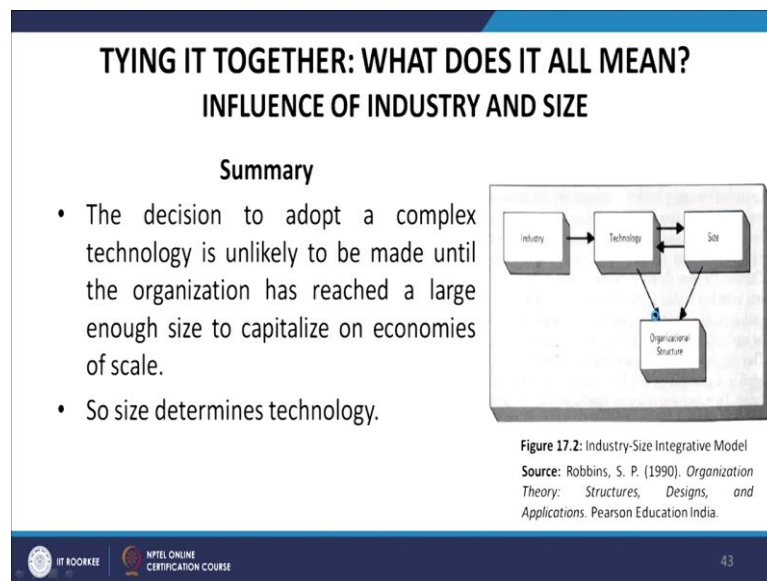 TYING IT TOGETHER: WHAT DOES IT ALL MEAN?
INFLUENCE OF INDUSTRY AND SIZE
Summary
• The decision to adopt a complex
technology is unlikely to be made until
the organization has reached a large
enough size to capitalize on economies
of scale.
• So size determines technology.
Industry
Technology
Size
Organizational
Structure
Figure 17.2: Industry-Size Integrative Model
Source: Robbins, S. P. (1990). Organization
Theory: Structures, Designs, and
Applications. Pearson Education India.
IIT ROORKEE
NPTEL
NPTEL ONLINE
CERTIFICATION COURSE
43